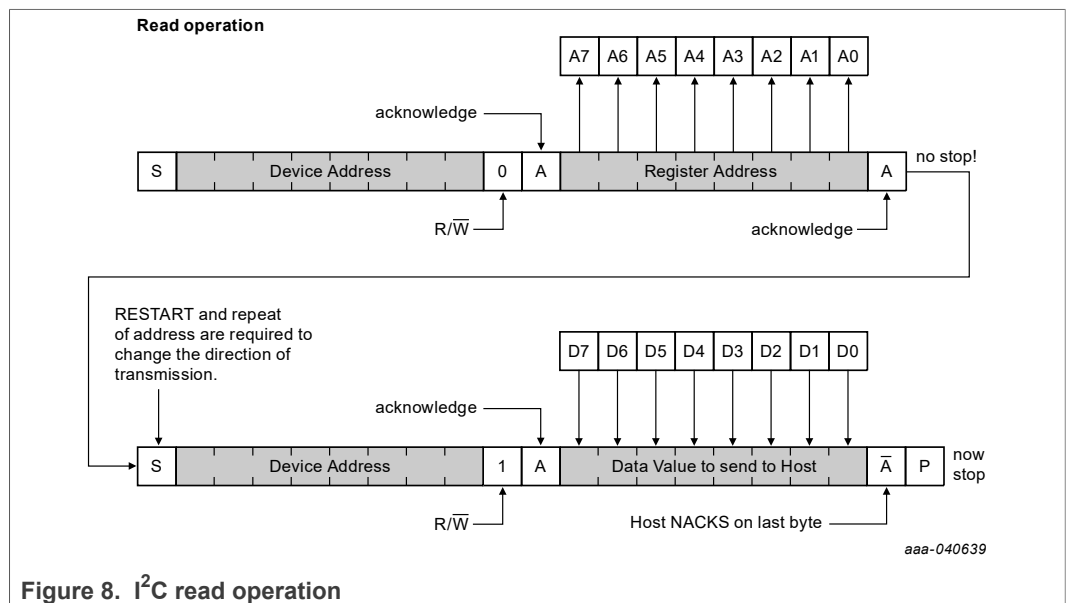 Read operation
A7 A6 A5 A4 A3 A2 A1 A0
acknowledge
S Device Address 0 A Register Address A no stop!
R/W̅ acknowledge
RESTART and repeat
of address are required to
change the direction of
transmission.
D7 D6 D5 D4 D3 D2 D1 D0
acknowledge
S Device Address 1 A Data Value to send to Host A̅ P now
stop
R/W̅ Host NACKS on last byte
aaa-040639
Figure 8. I²C read operation